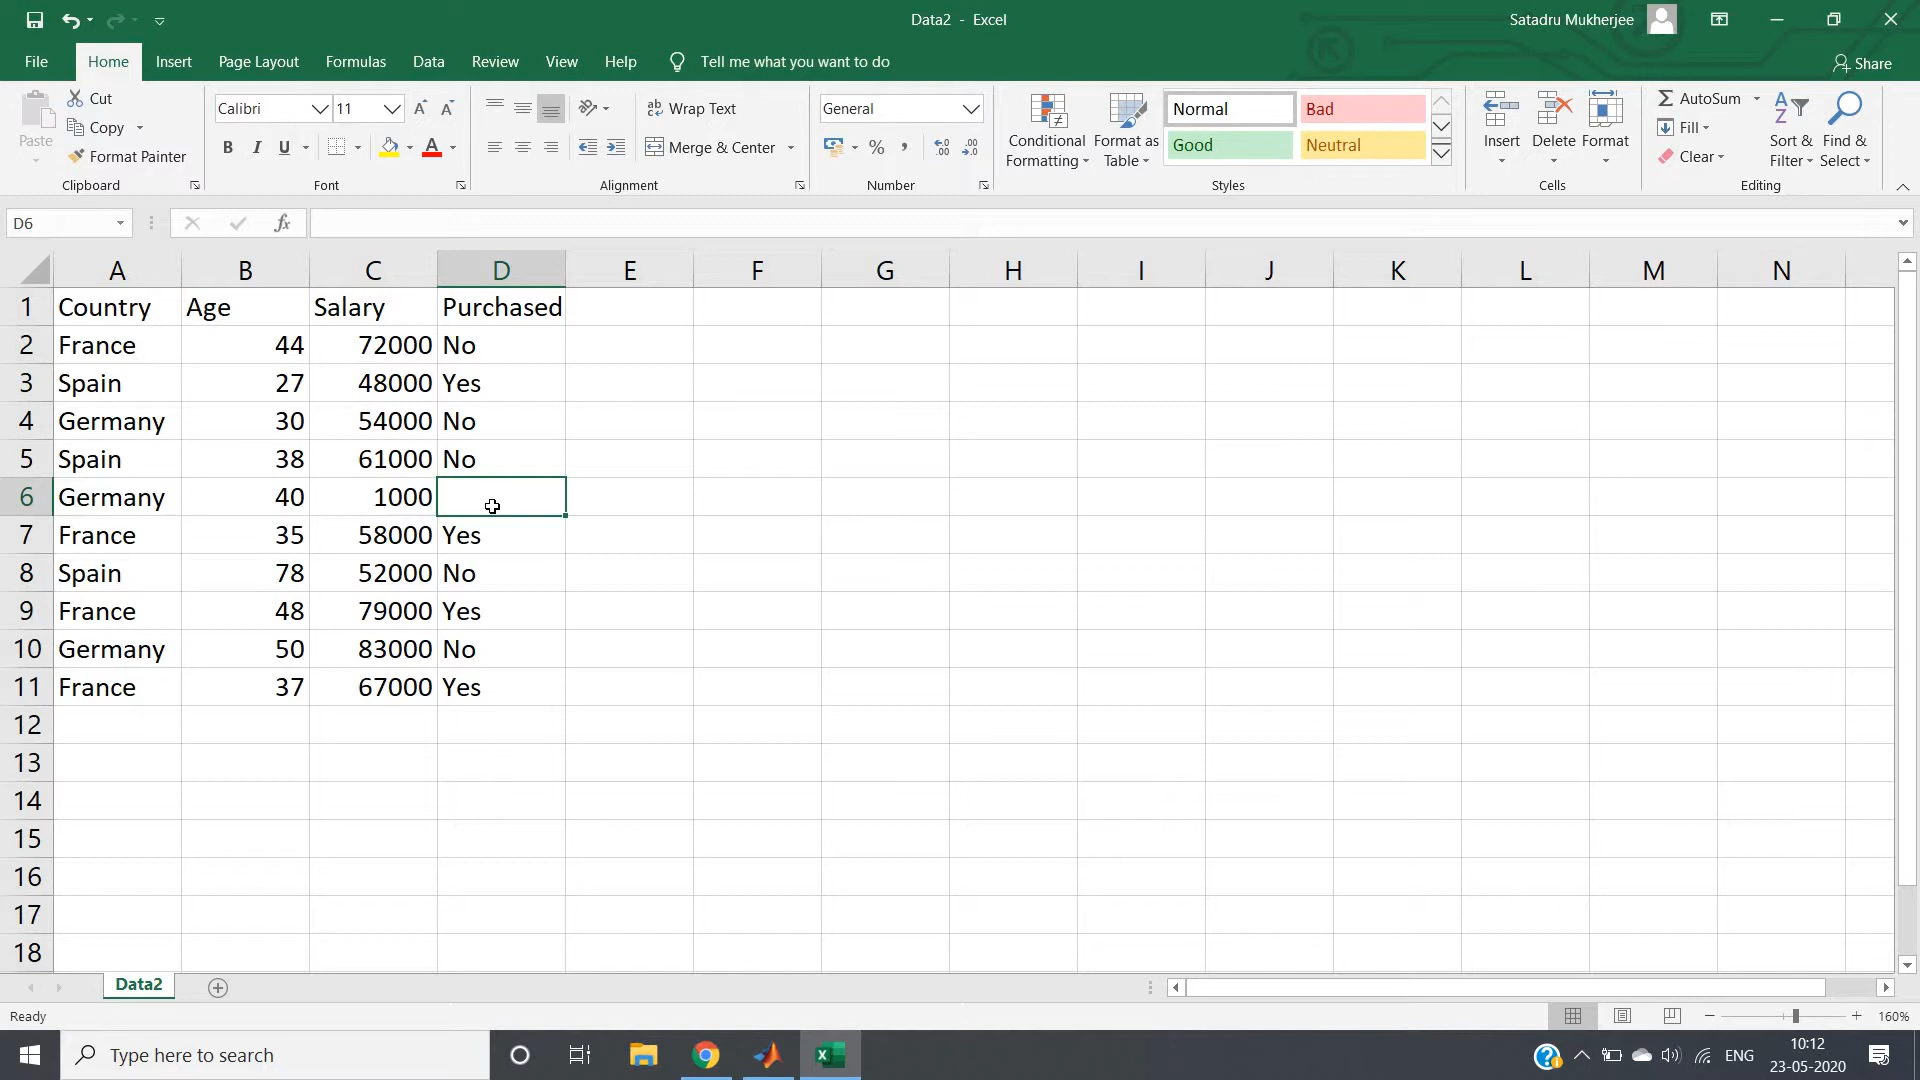 Data2 - Excel
Satadru Mukherjee
File Home Insert Page Layout Formulas Data Review View Help Tell me what you want to do
Share
Paste
Cut
Copy
Format Painter
Clipboard
Calibri 11
B I U
Font
Wrap Text
Merge & Center
Alignment
General
Number
Conditional Formatting
Format as Table
Normal Bad
Good Neutral
Styles
Insert Delete Format
Cells
AutoSum
Fill
Clear
Sort & Filter
Find & Select
Editing
D6 fx
A B C D E F G H I J K L M N
1 Country Age Salary Purchased
2 France 44 72000 No
3 Spain 27 48000 Yes
4 Germany 30 54000 No
5 Spain 38 61000 No
6 Germany 40 1000
7 France 35 58000 Yes
8 Spain 78 52000 No
9 France 48 79000 Yes
10 Germany 50 83000 No
11 France 37 67000 Yes
12
13
14
15
16
17
18
Data2
Ready
160%
Type here to search
ENG
10:12
23-05-2020